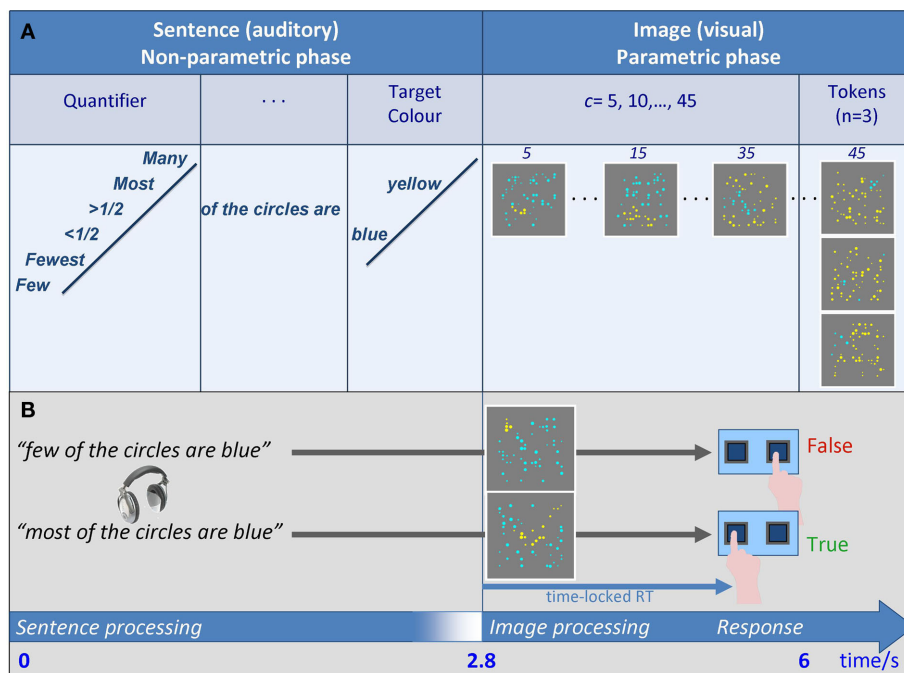 A
Sentence (auditory)
Non-parametric phase
Image (visual)
Parametric phase
Quantifier
. . .
Target
Colour
c= 5, 10,…, 45
Tokens
(n=3)
Many
Most
>1/2
<1/2
Fewest
Few
of the circles are
yellow
blue
5
15
35
45
. . .
. . .
. . .
B
“few of the circles are blue”
False
“most of the circles are blue”
True
time-locked RT
Sentence processing
Image processing
Response
0
2.8
6
time/s